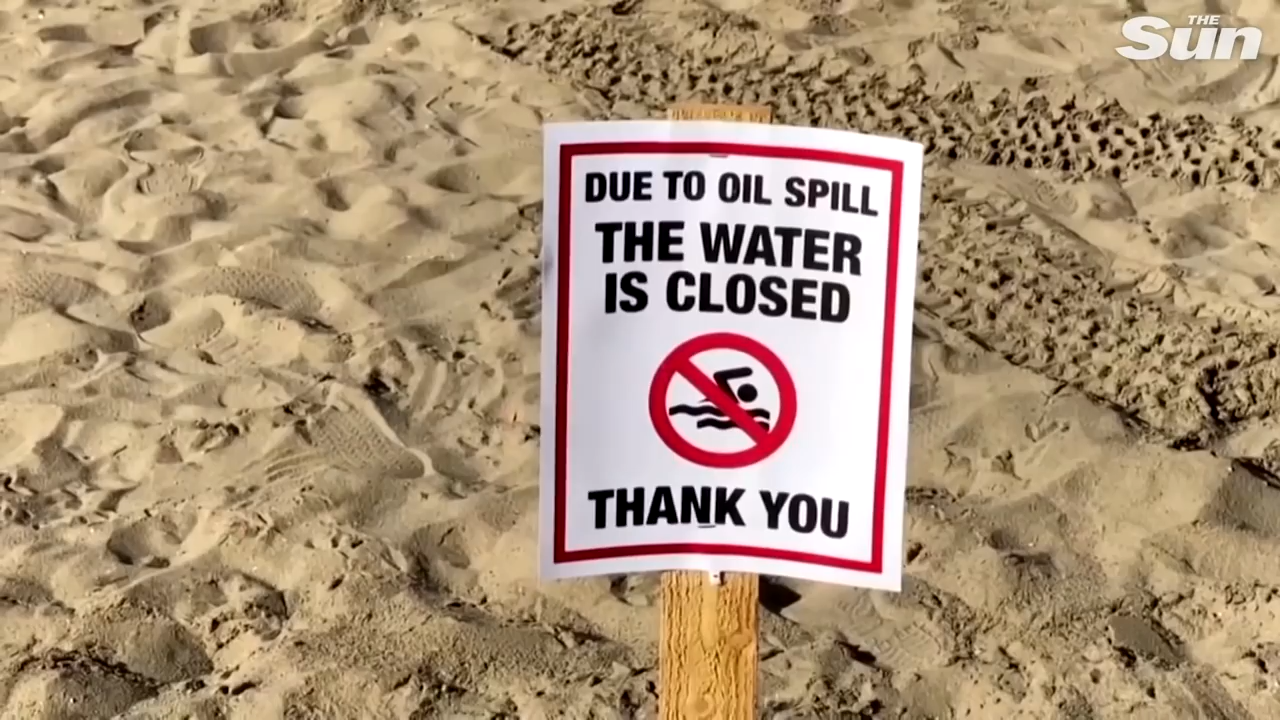 THE
Sun
DUE TO OIL SPILL
THE WATER
IS CLOSED
THANK YOU